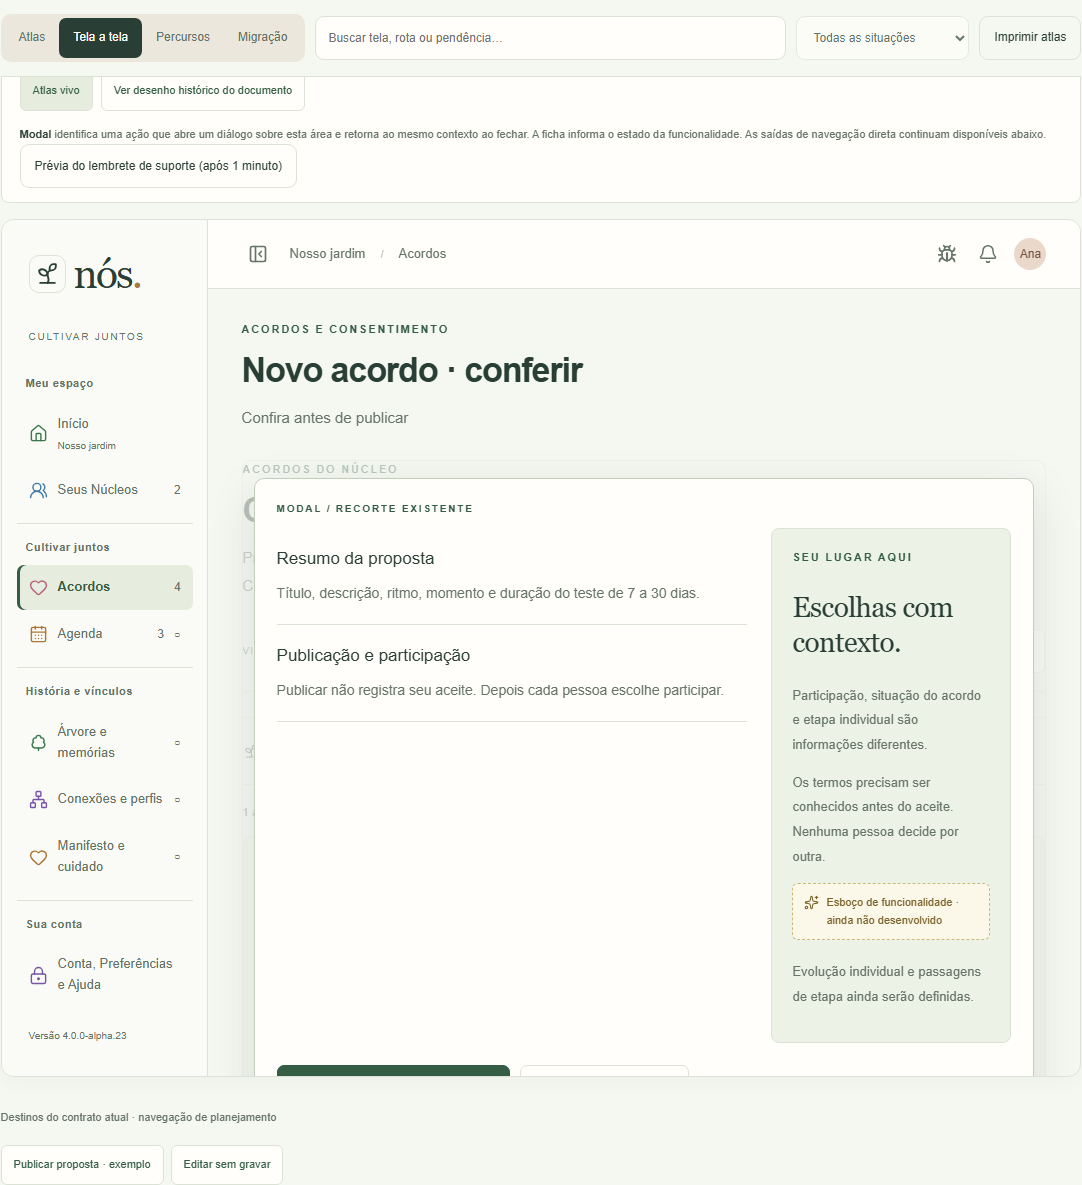 Atlas
Tela a tela
Percursos
Migração
Buscar tela, rota ou pendência…
Todas as situações
Imprimir atlas
Atlas vivo
Ver desenho histórico do documento
Modal identifica uma ação que abre um diálogo sobre esta área e retorna ao mesmo contexto ao fechar. A ficha informa o estado da funcionalidade. As saídas de navegação direta continuam disponíveis abaixo.
Prévia do lembrete de suporte (após 1 minuto)
nós.
CULTIVAR JUNTOS
Meu espaço
Início
Nosso jardim
Seus Núcleos 2
Cultivar juntos
Acordos 4
Agenda 3
História e vínculos
Árvore e
memórias
Conexões e perfis
Manifesto e
cuidado
Sua conta
Conta, Preferências
e Ajuda
Versão 4.0.0-alpha.23
Nosso jardim / Acordos
Ana
ACORDOS E CONSENTIMENTO
Novo acordo · conferir
Confira antes de publicar
ACORDOS DO NÚCLEO
MODAL / RECORTE EXISTENTE
Resumo da proposta
Título, descrição, ritmo, momento e duração do teste de 7 a 30 dias.
Publicação e participação
Publicar não registra seu aceite. Depois cada pessoa escolhe participar.
SEU LUGAR AQUI
Escolhas com
contexto.
Participação, situação do acordo
e etapa individual são
informações diferentes.
Os termos precisam ser
conhecidos antes do aceite.
Nenhuma pessoa decide por
outra.
Esboço de funcionalidade ·
ainda não desenvolvido
Evolução individual e passagens
de etapa ainda serão definidas.
Destinos do contrato atual · navegação de planejamento
Publicar proposta · exemplo
Editar sem gravar